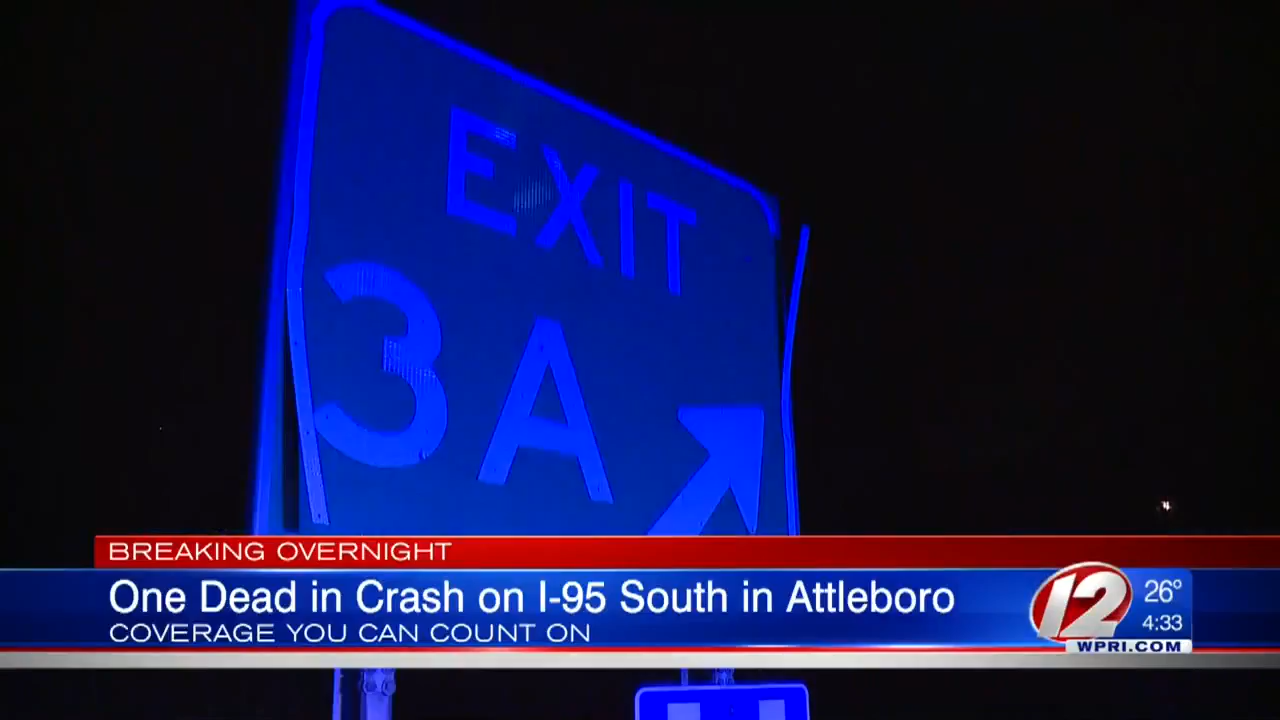 EXIT
3A
BREAKING OVERNIGHT
One Dead in Crash on I-95 South in Attleboro
COVERAGE YOU CAN COUNT ON
12
26°
4:33
WPRI.COM